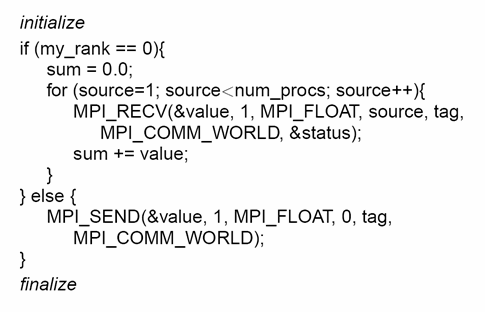 initialize
if (my_rank == 0){
sum = 0.0;
for (source=1; source<num_procs; source++){
MPI_RECV(&value, 1, MPI_FLOAT, source, tag,
MPI_COMM_WORLD, &status);
sum += value;
}
} else {
MPI_SEND(&value, 1, MPI_FLOAT, 0, tag,
MPI_COMM_WORLD);
}
finalize